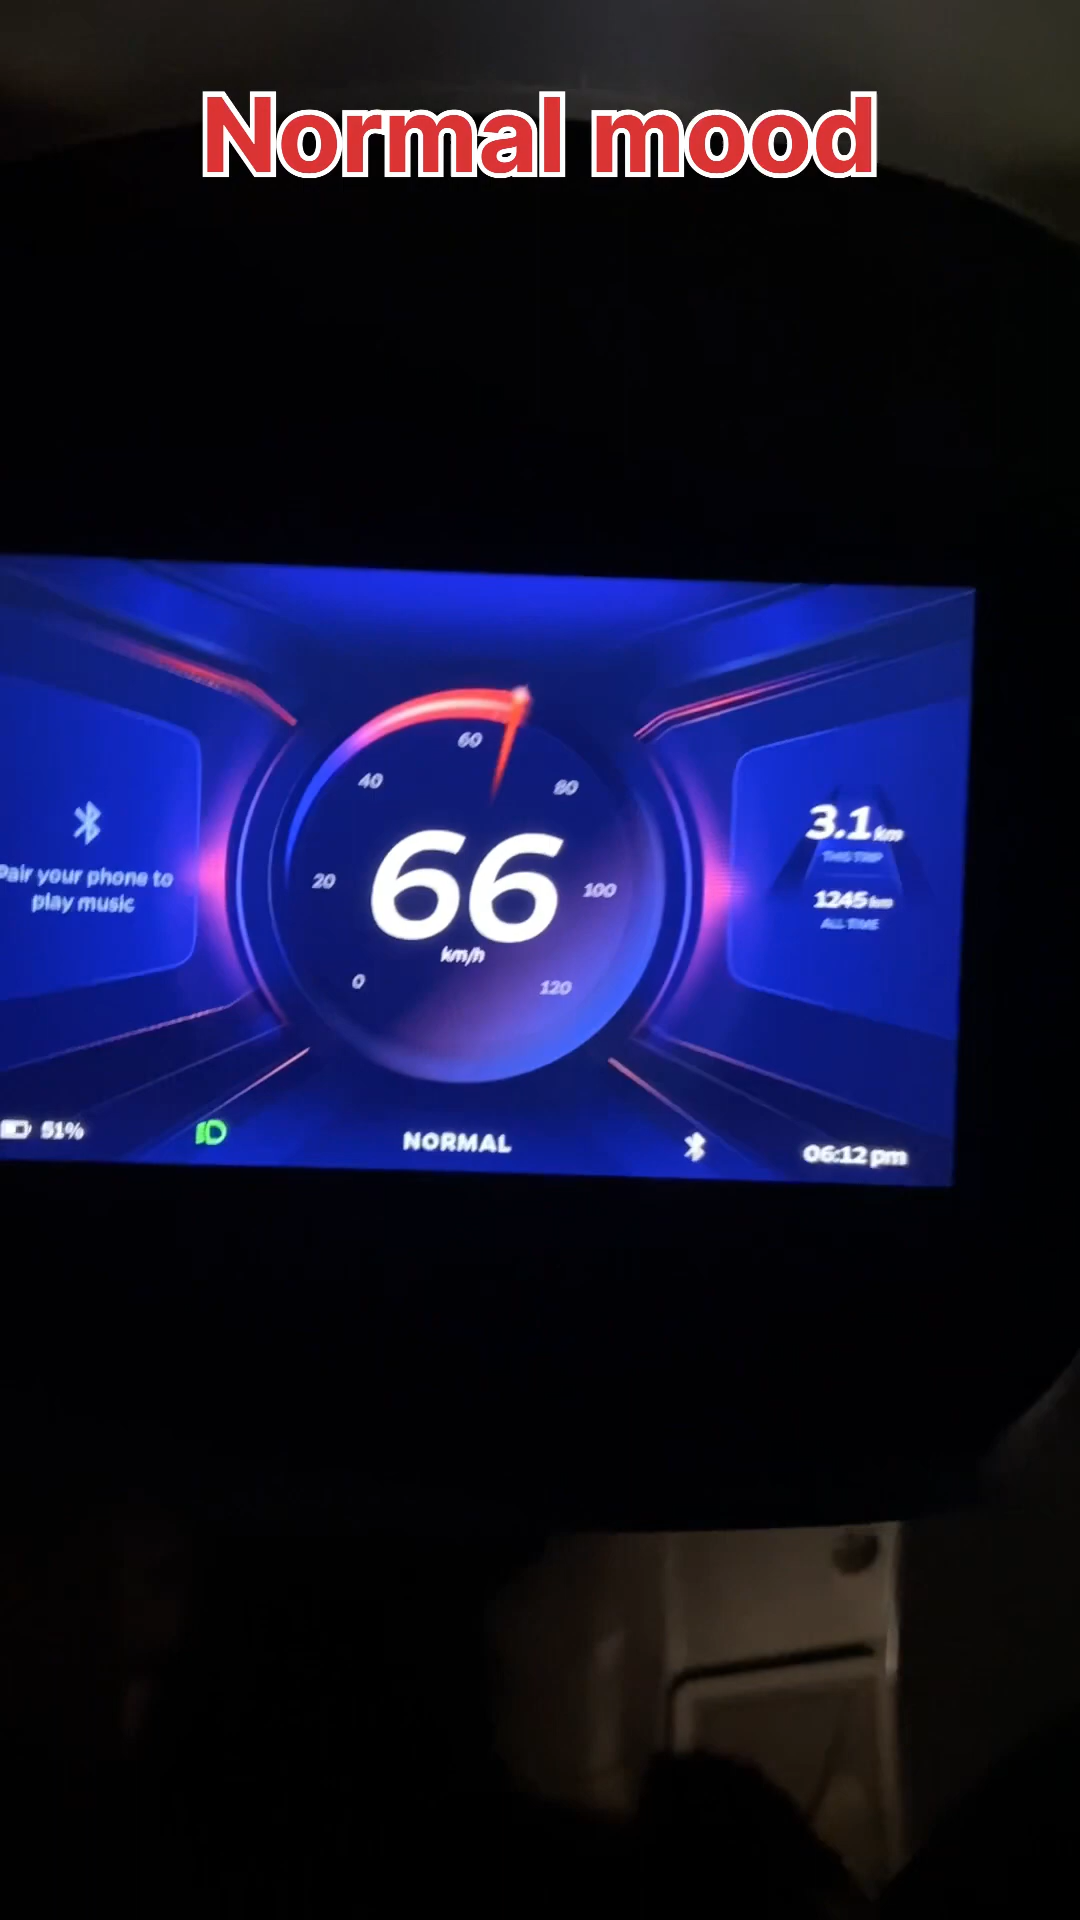 Normal mood
60
40
80
20
66
100
km/h
0
120
Pair your phone to
play music
3.1 km
THIS TRIP
1245 km
ALL TIME
51%
NORMAL
06:12 pm